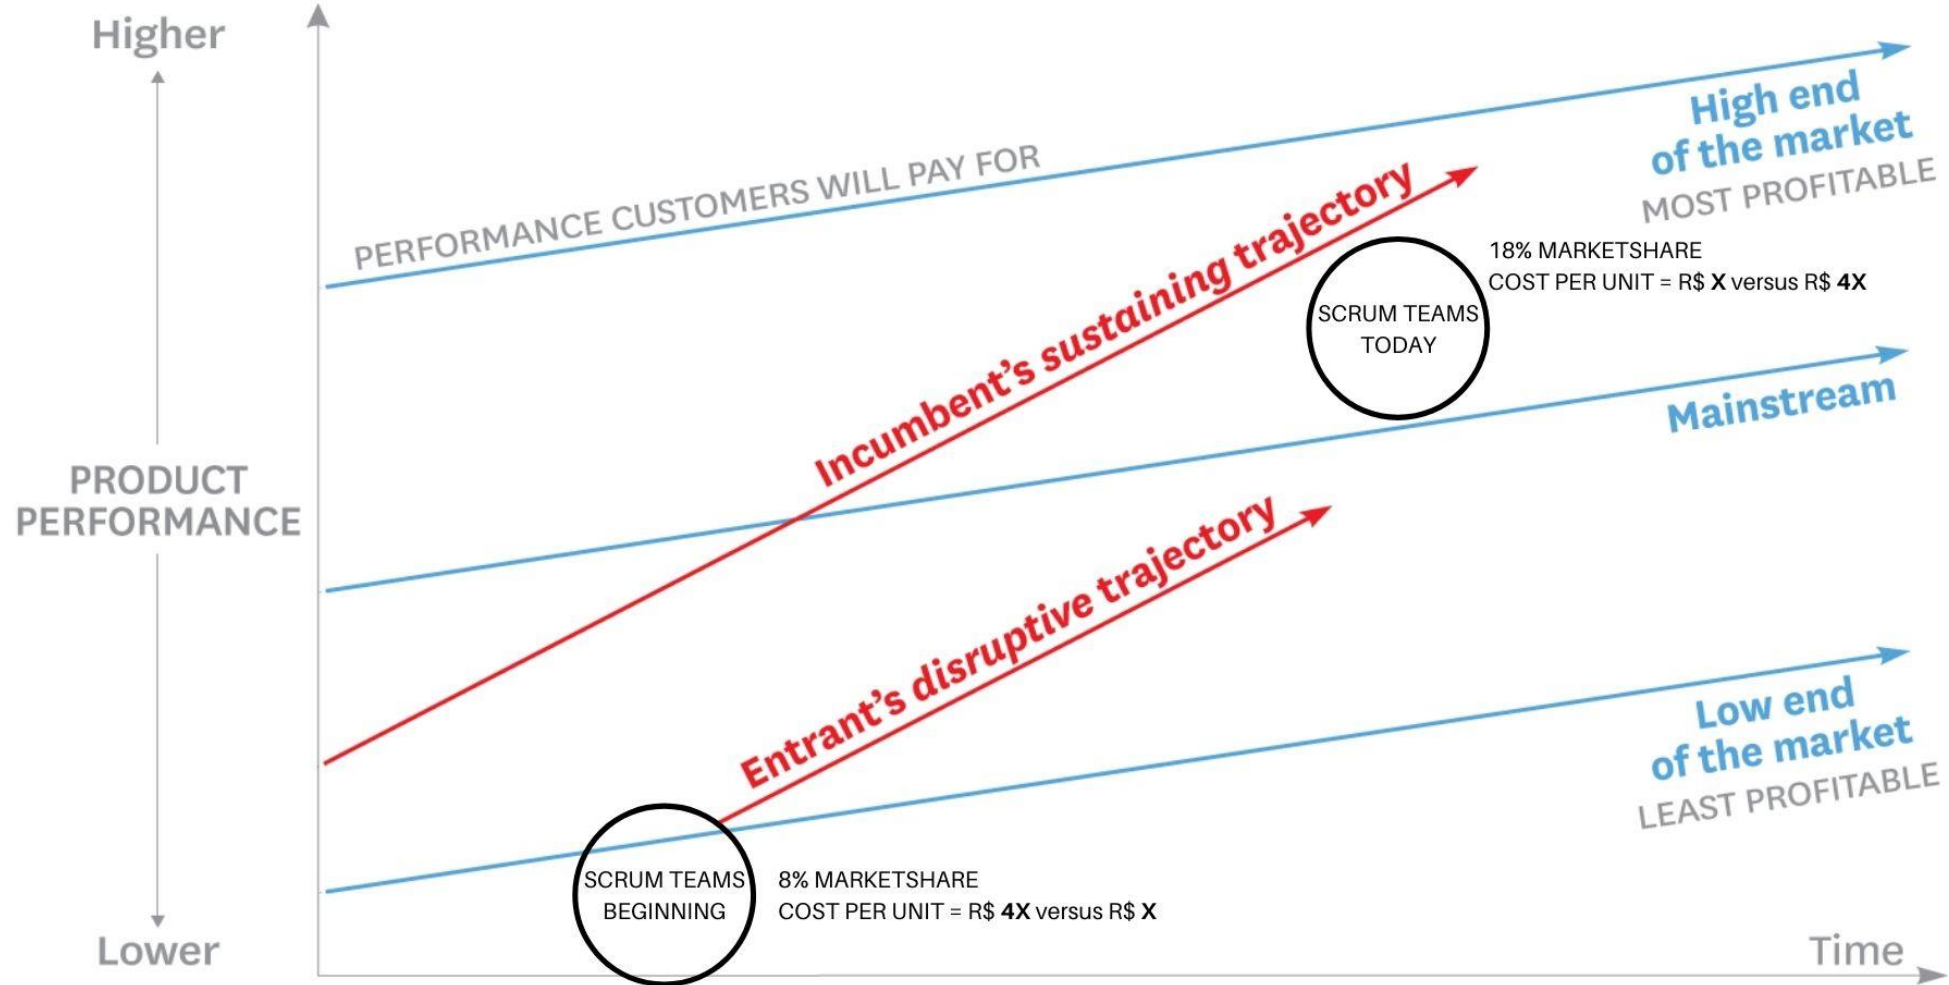 Higher
PERFORMANCE CUSTOMERS WILL PAY FOR
High end
of the market
MOST PROFITABLE
Incumbent’s sustaining trajectory
18% MARKETSHARE
COST PER UNIT = R$ X versus R$ 4X
SCRUM TEAMS
TODAY
Mainstream
PRODUCT
PERFORMANCE
Entrant’s disruptive trajectory
Low end
of the market
LEAST PROFITABLE
SCRUM TEAMS
BEGINNING
8% MARKETSHARE
COST PER UNIT = R$ 4X versus R$ X
Lower
Time